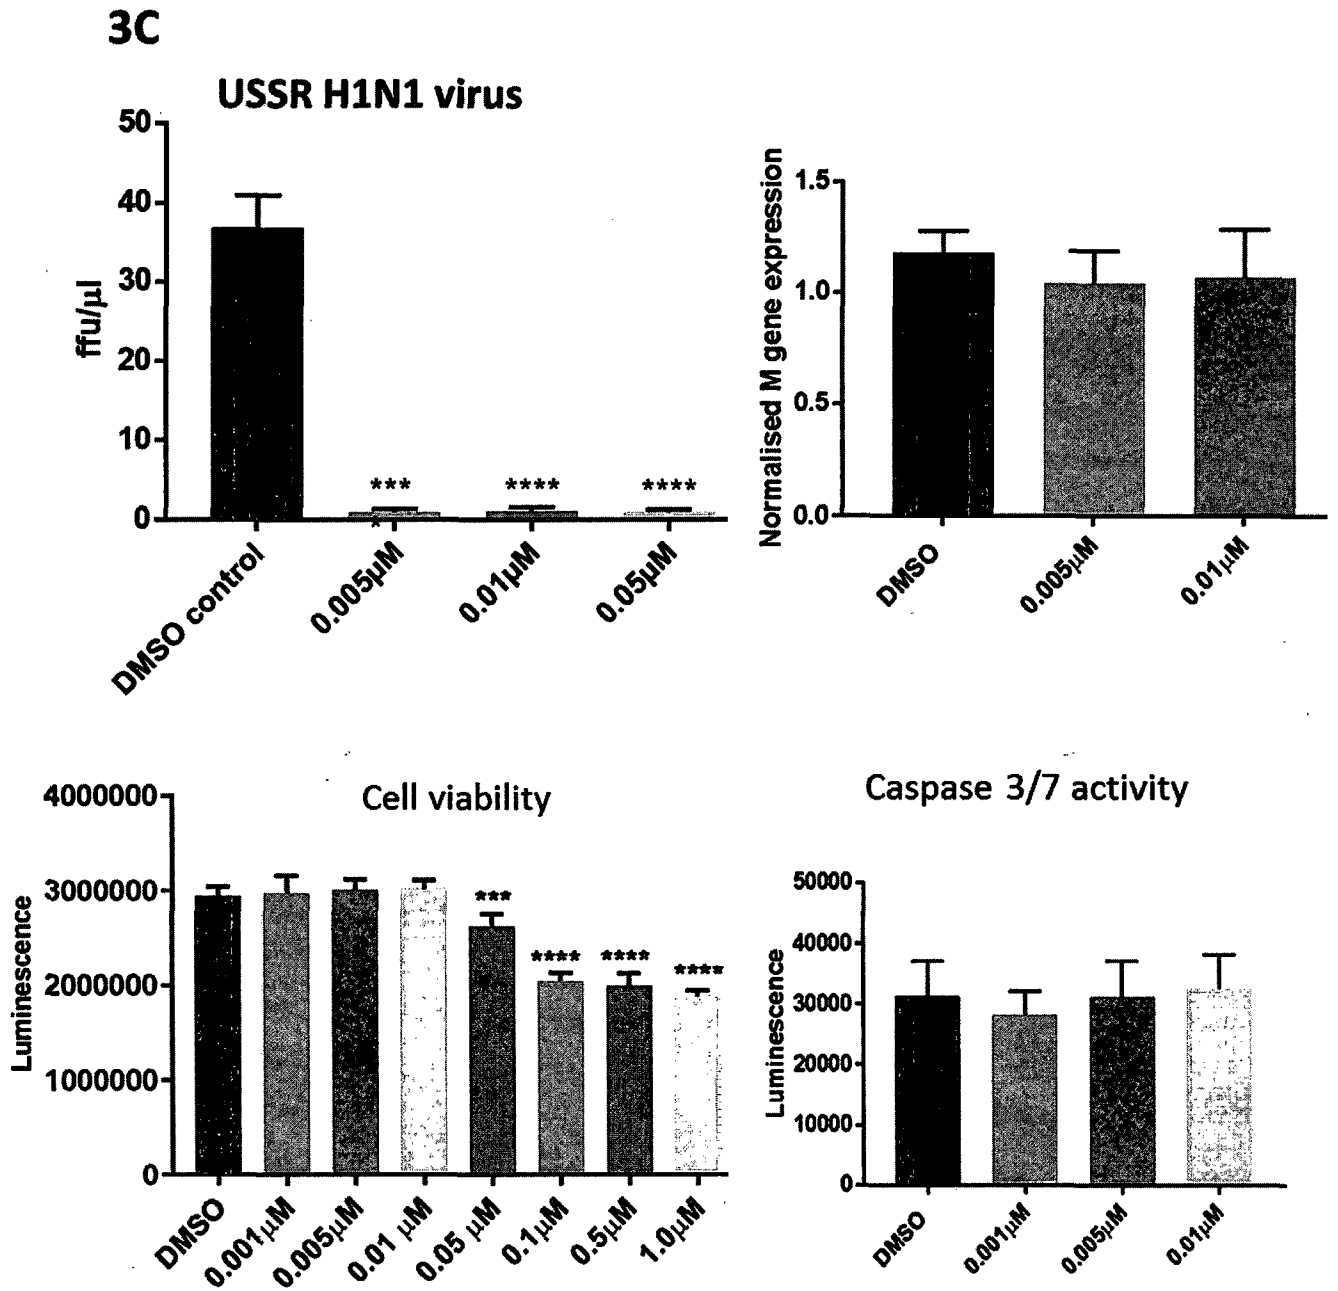 3C
USSR H1N1 virus
50
40
30
20
10
0
ffu/µl
***
*
****
****
DMSO control
0.005µM
0.01µM
0.05µM
1.5
1.0
0.5
0.0
Normalised M gene expression
DMSO
0.005µM
0.01µM
Cell viability
4000000
3000000
2000000
1000000
0
Luminescence
***
****
****
****
DMSO
0.001µM
0.005µM
0.01 µM
0.05 µM
0.1µM
0.5µM
1.0µM
Caspase 3/7 activity
50000
40000
30000
20000
10000
0
Luminescence
DMSO
0.001µM
0.005µM
0.01µM